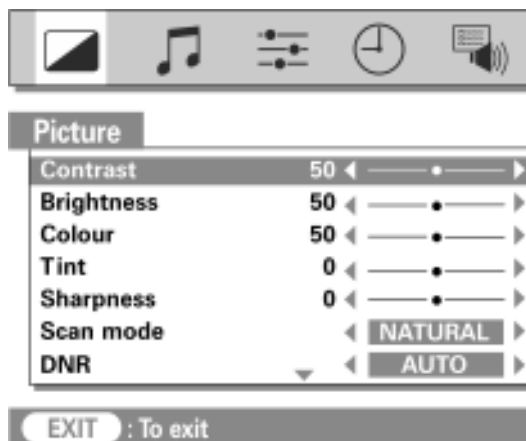 Picture
Contrast 50
Brightness 50
Colour 50
Tint 0
Sharpness 0
Scan mode NATURAL
DNR AUTO
EXIT : To exit